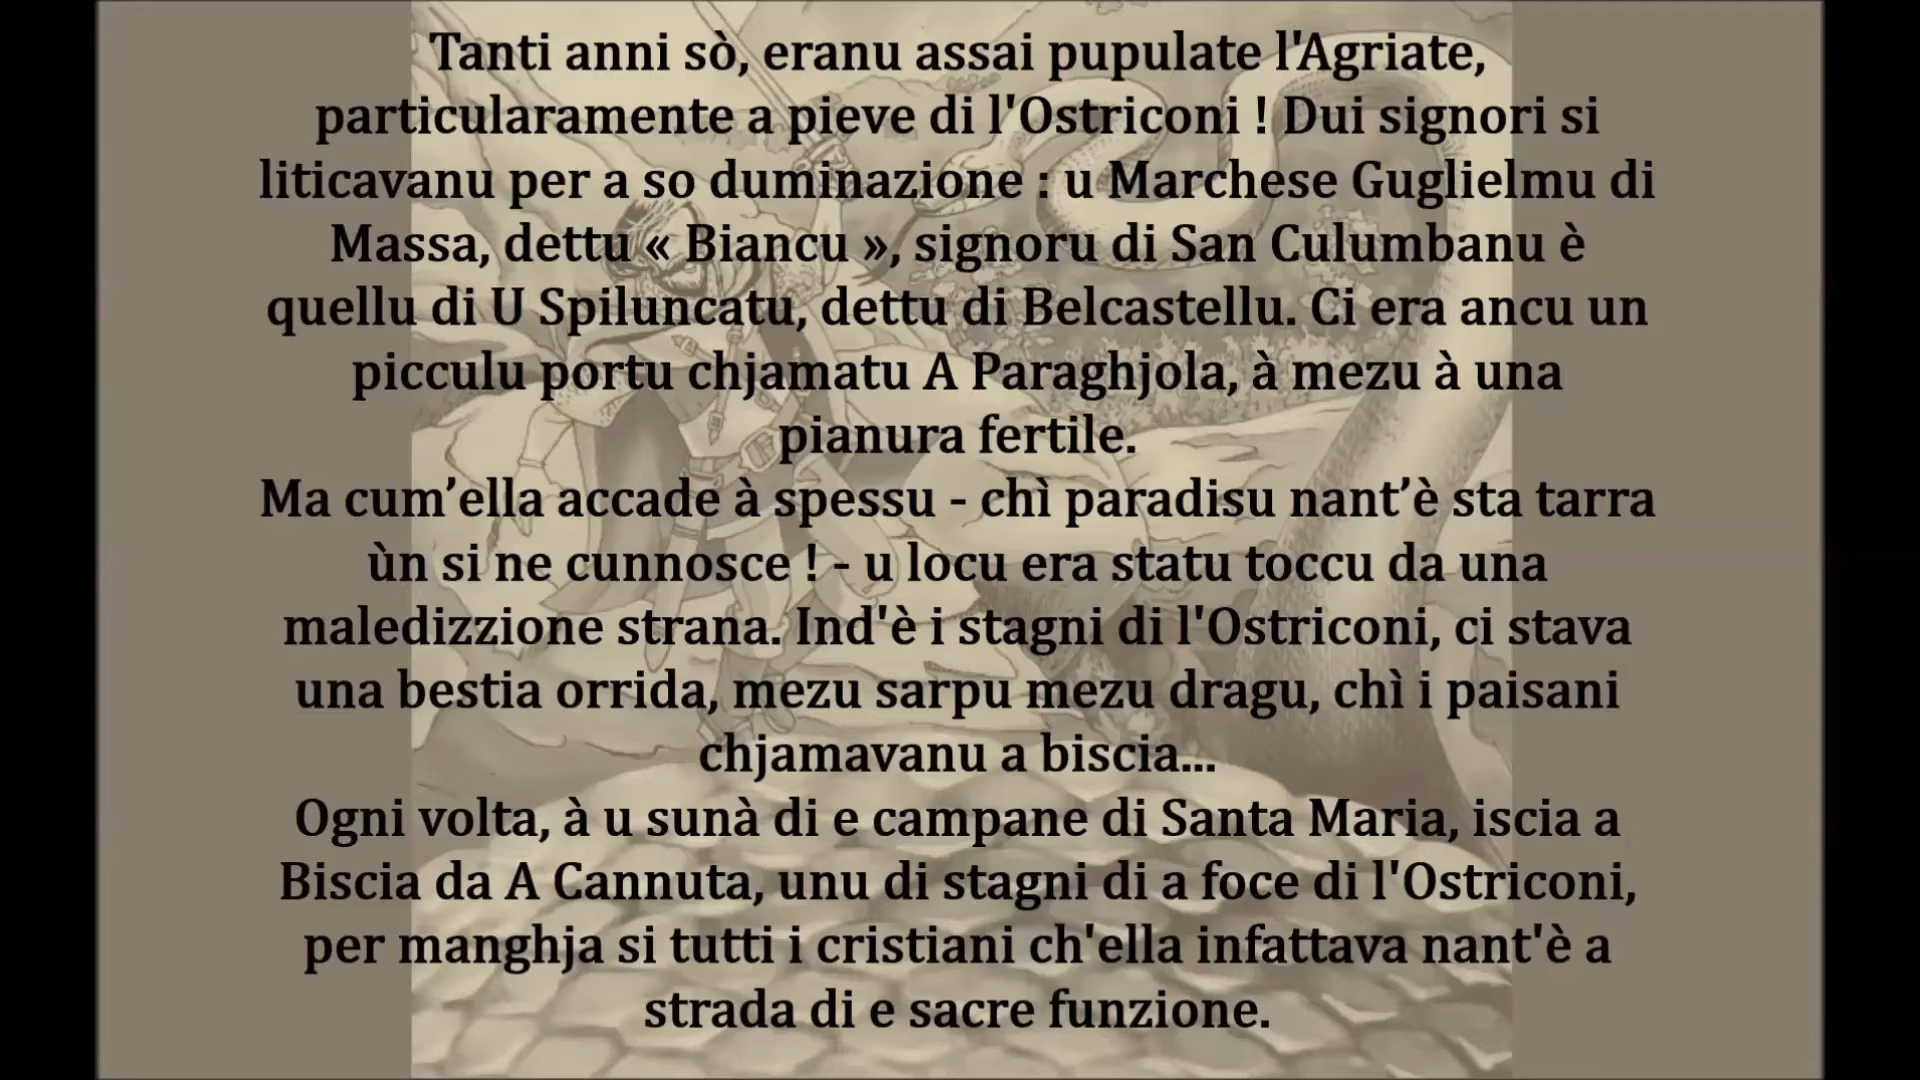 Tanti anni sò, eranu assai pupulate l'Agriate,
particularamente a pieve di l'Ostriconi ! Dui signori si
liticavanu per a so duminazione : u Marchese Guglielmu di
Massa, dettu « Biancu », signoru di San Culumbanu è
quellu di U Spiluncatu, dettu di Belcastellu. Ci era ancu un
picculu portu chjamatu A Paraghjola, à mezu à una
pianura fertile.
Ma cum’ella accade à spessu - chì paradisu nant’è sta tarra
ùn si ne cunnosce ! - u locu era statu toccu da una
maledizzione strana. Ind'è i stagni di l'Ostriconi, ci stava
una bestia orrida, mezu sarpu mezu dragu, chì i paisani
chjamavanu a biscia...
Ogni volta, à u sunà di e campane di Santa Maria, iscia a
Biscia da A Cannuta, unu di stagni di a foce di l'Ostriconi,
per manghja si tutti i cristiani ch'ella infattava nant'è a
strada di e sacre funzione.